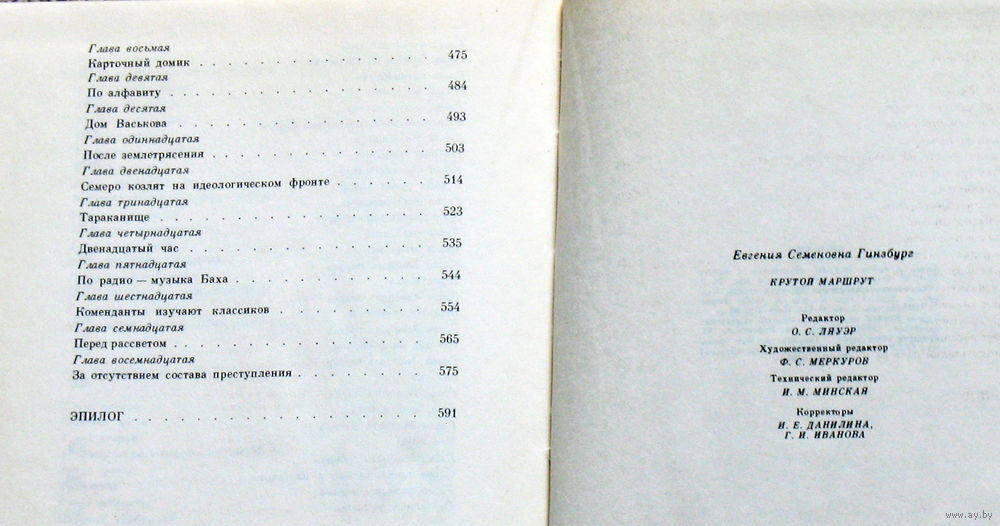 Глава восьмая
Карточный домик . . . . . . . . . . . . . . 475
Глава девятая
По алфавиту . . . . . . . . . . . . . . . 484
Глава десятая
Дом Васькова . . . . . . . . . . . . . . . 493
Глава одиннадцатая
После землетрясения . . . . . . . . . . . . . 503
Глава двенадцатая
Семеро козлят на идеологическом фронте . . . . . . 514
Глава тринадцатая
Тараканище . . . . . . . . . . . . . . . 523
Глава четырнадцатая
Двенадцатый час . . . . . . . . . . . . . . 535
Глава пятнадцатая
По радио — музыка Баха . . . . . . . . . . . . 544
Глава шестнадцатая
Коменданты изучают классиков . . . . . . . . . 554
Глава семнадцатая
Перед рассветом . . . . . . . . . . . . . . 565
Глава восемнадцатая
За отсутствием состава преступления . . . . . . . . 575
ЭПИЛОГ . . . . . . . . . . . . . . . . 591
Евгения Семеновна Гинзбург
КРУТОЙ МАРШРУТ
Редактор
О. С. ЛЯУЭР
Художественный редактор
Ф. С. МЕРКУРОВ
Технический редактор
И. М. МИНСКАЯ
Корректоры
И. Е. ДАНИЛИНА,
Г. И. ИВАНОВА
www.ay.by